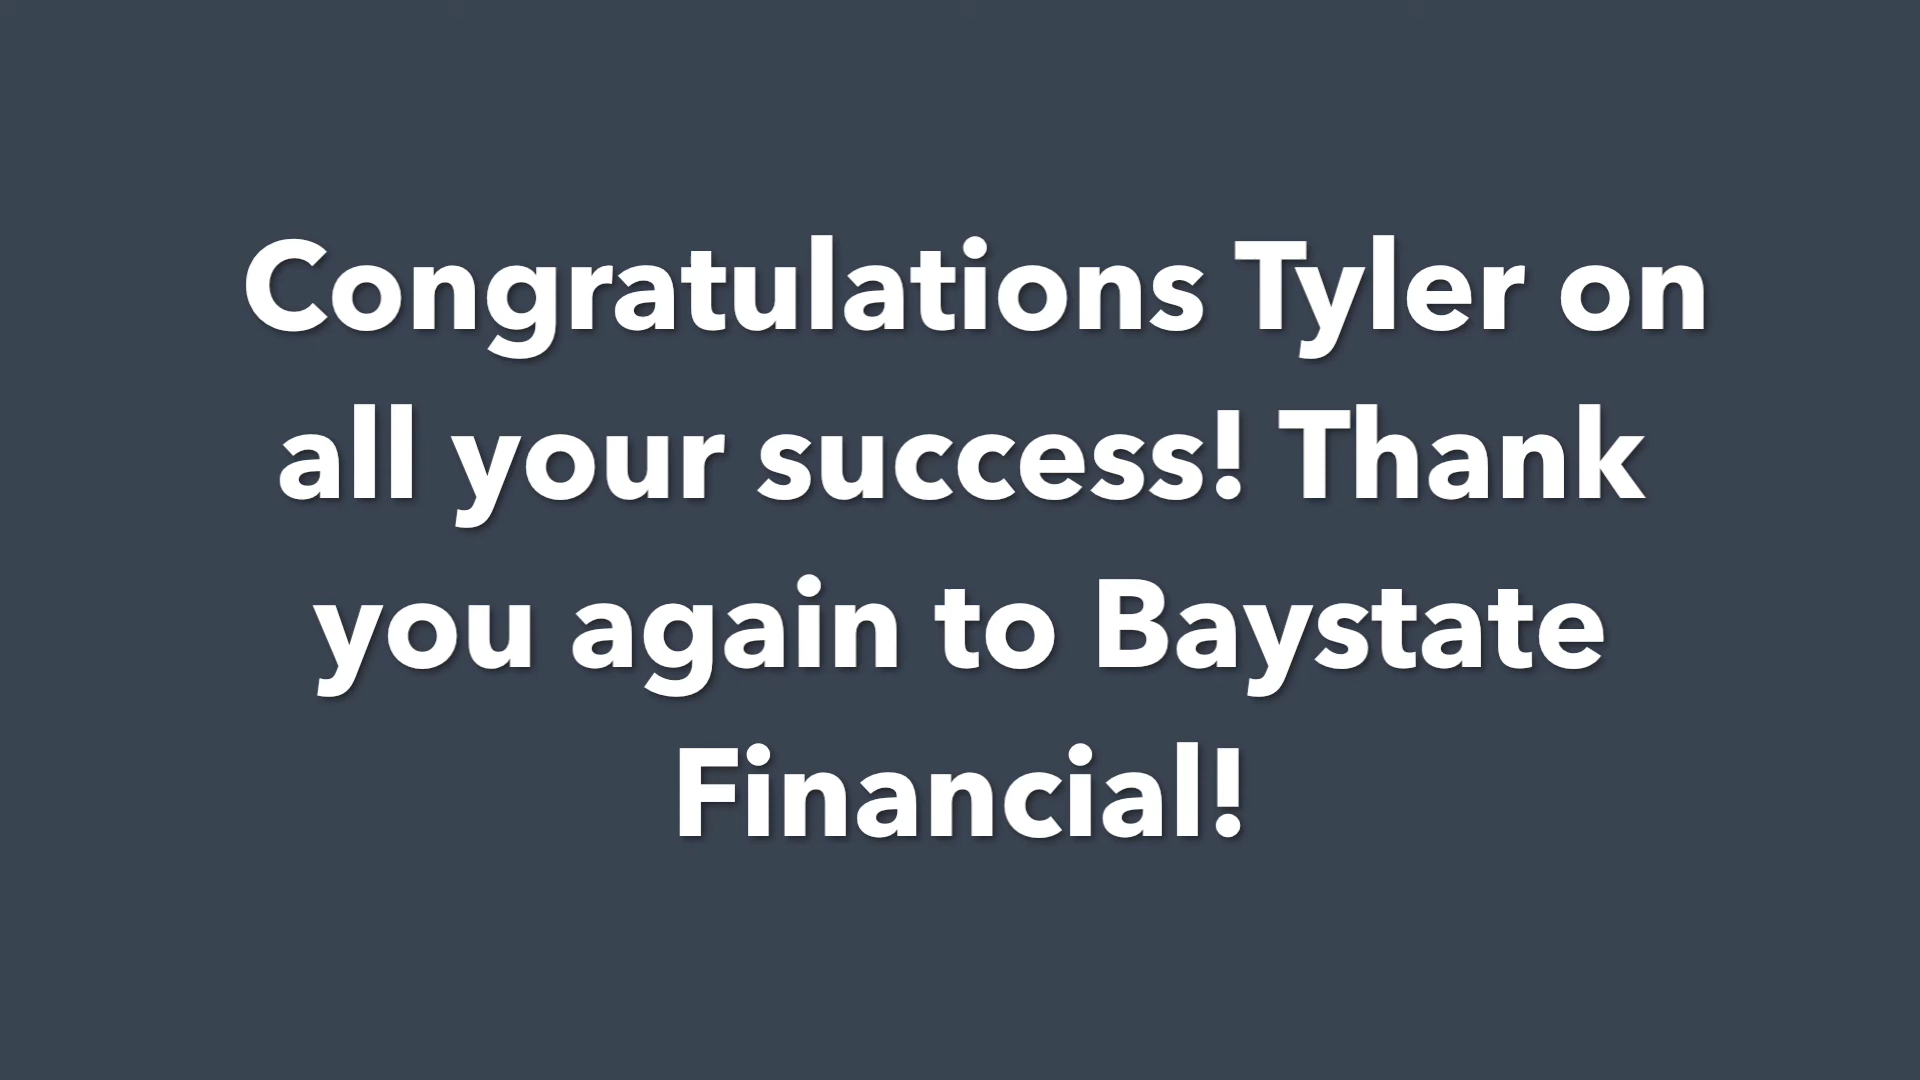 Congratulations Tyler on
all your success! Thank
you again to Baystate
Financial!